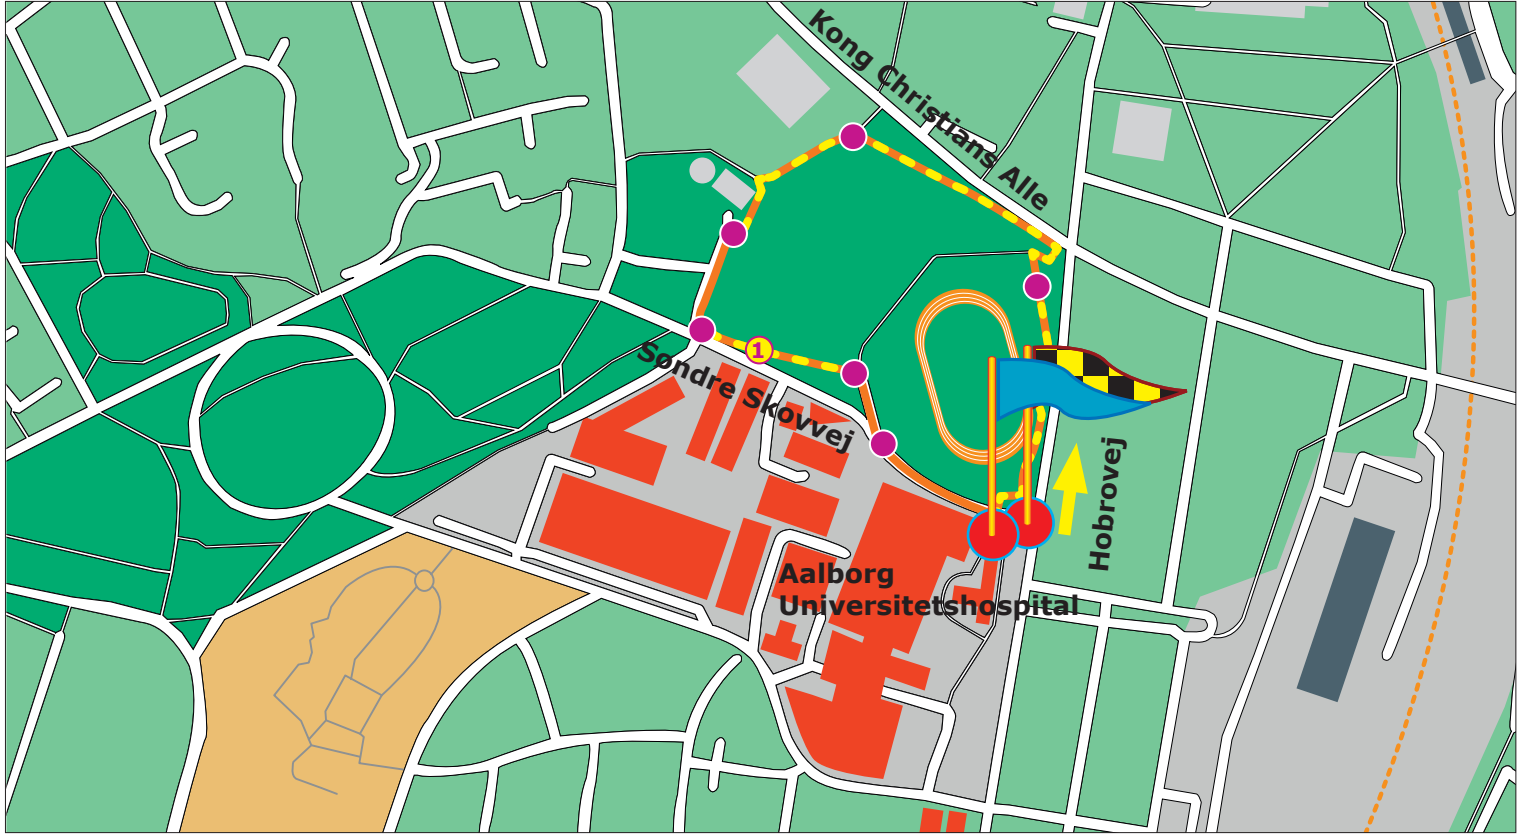 Kong Christians Alle
1
Søndre Skovvej
Hobrovej
Aalborg
Universitetshospital